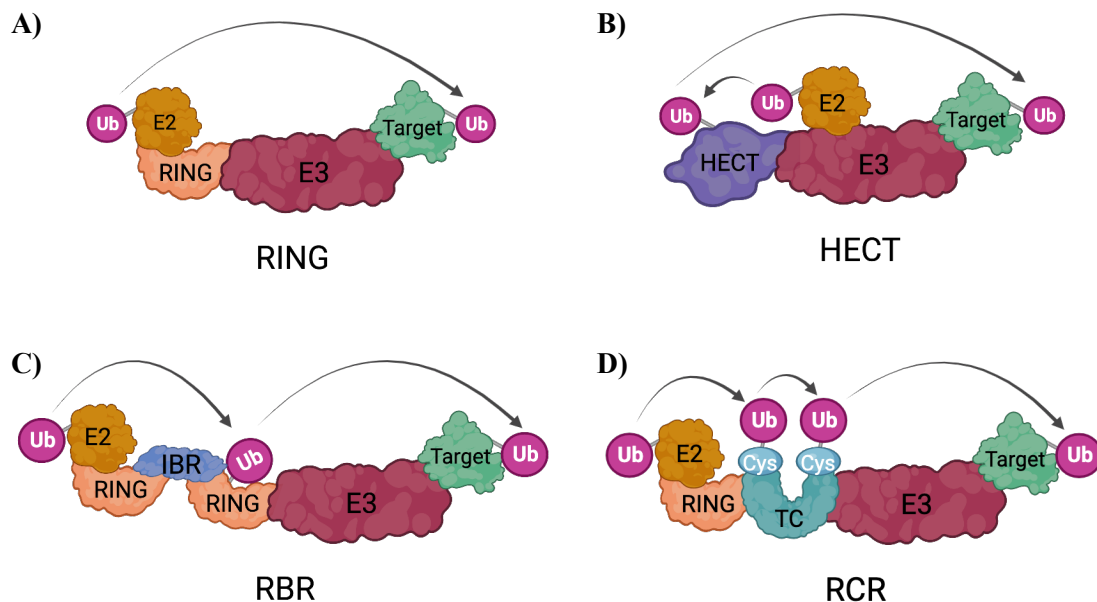 A)
Ub
E2
RING
E3
Target
Ub
RING
B)
Ub
Ub
E2
HECT
E3
Target
Ub
HECT
C)
Ub
E2
RING
IBR
Ub
RING
E3
Target
Ub
RBR
D)
Ub
E2
RING
Ub
Ub
Cys
Cys
TC
E3
Target
Ub
RCR